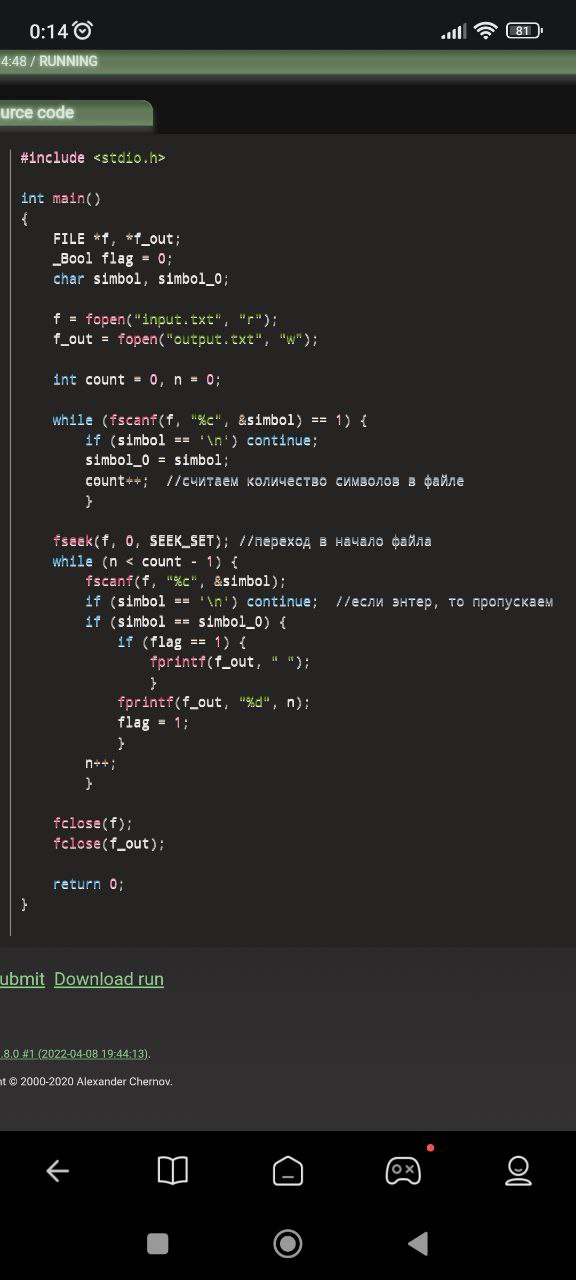 0:14
81
4:48 / RUNNING
urce code
#include <stdio.h>
int main()
{
FILE *f, *f_out;
_Bool flag = 0;
char simbol, simbol_0;
f = fopen("input.txt", "r");
f_out = fopen("output.txt", "w");
int count = 0, n = 0;
while (fscanf(f, "%c", &simbol) == 1) {
if (simbol == '\n') continue;
simbol_0 = simbol;
count++;  //считаем количество символов в файле
}
fseek(f, 0, SEEK_SET); //переход в начало файла
while (n < count - 1) {
fscanf(f, "%c", &simbol);
if (simbol == '\n') continue;  //если энтер, то пропускаем
if (simbol == simbol_0) {
if (flag == 1) {
fprintf(f_out, " ");
}
fprintf(f_out, "%d", n);
flag = 1;
}
n++;
}
fclose(f);
fclose(f_out);
return 0;
}
ubmit Download run
.8.0 #1 (2022-04-08 19:44:13).
ht © 2000-2020 Alexander Chernov.